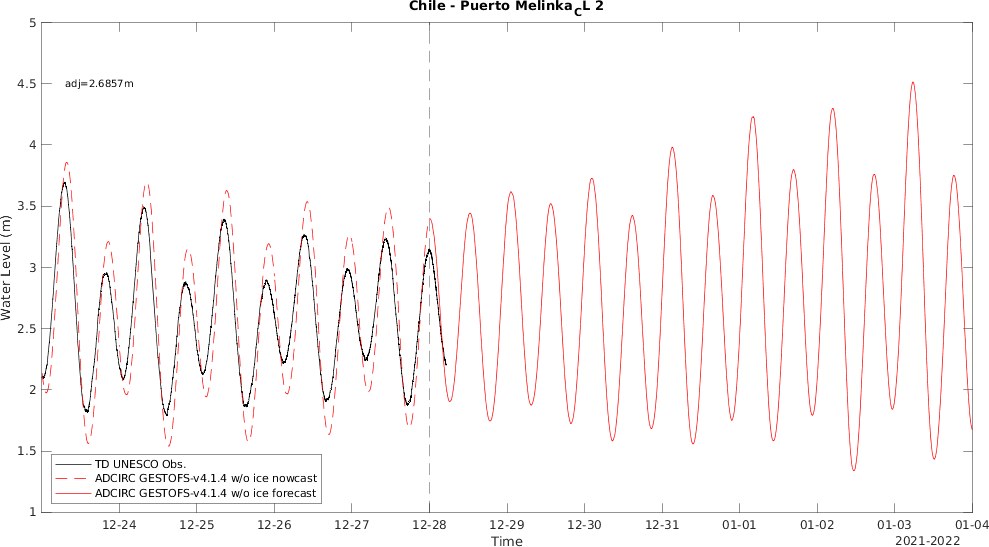 Chile - Puerto MelinkaCL 2
5
4.5
4
3.5
3
2.5
2
1.5
1
Water Level (m)
adj=2.6857m
TD UNESCO Obs.
ADCIRC GESTOFS-v4.1.4 w/o ice nowcast
ADCIRC GESTOFS-v4.1.4 w/o ice forecast
12-24 12-25 12-26 12-27 12-28 12-29 12-30 12-31 01-01 01-02 01-03 01-04
Time
2021-2022